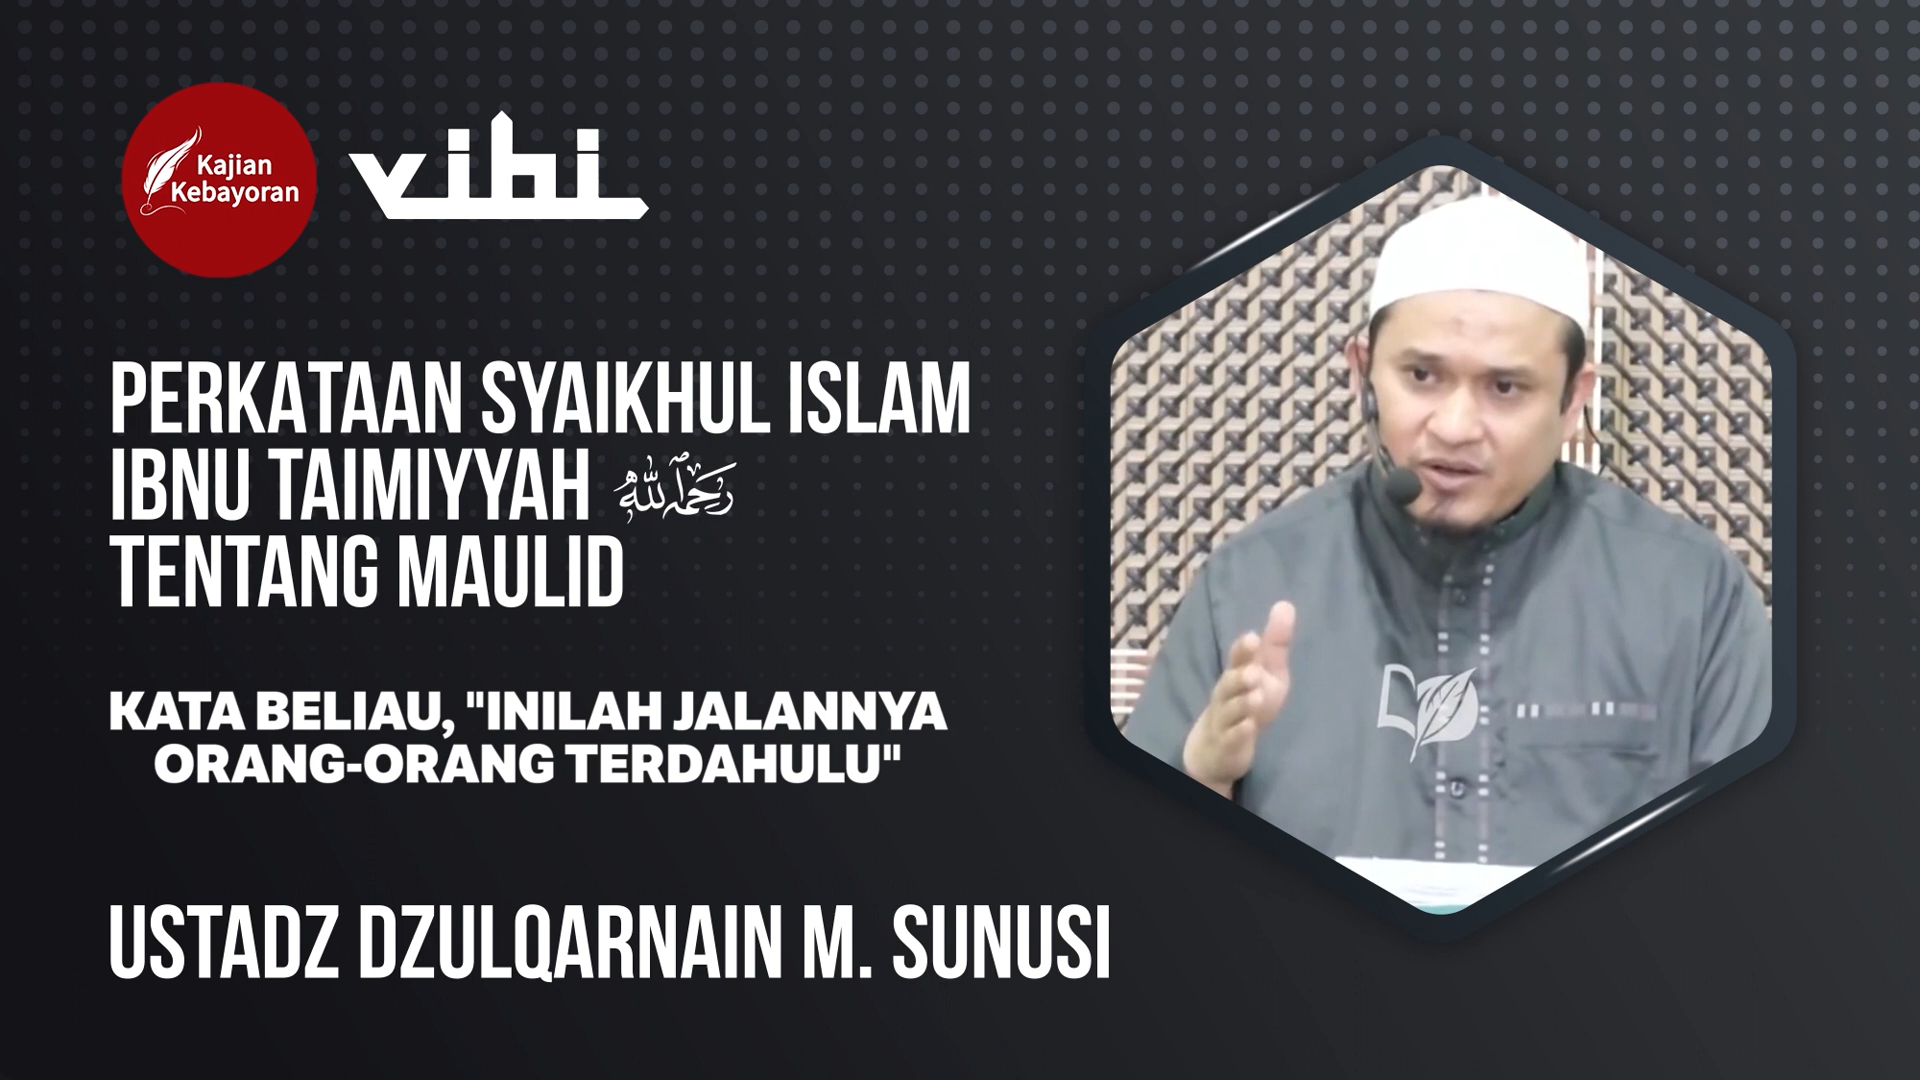 Kajian
Kebayoran
vibi
PERKATAAN SYAIKHUL ISLAM
IBNU TAIMIYYAH رحمه الله
TENTANG MAULID
KATA BELIAU, "INILAH JALANNYA
ORANG-ORANG TERDAHULU"
USTADZ DZULQARNAIN M. SUNUSI